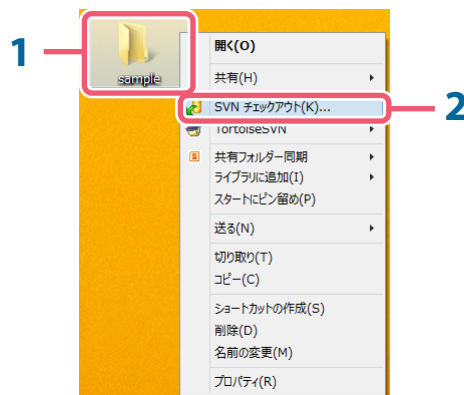 1
sample
開く(O)
共有(H)
SVN チェックアウト(K)...
2
TortoiseSVN
共有フォルダー同期
ライブラリに追加(I)
スタートにピン留め(P)
送る(N)
切り取り(T)
コピー(C)
ショートカットの作成(S)
削除(D)
名前の変更(M)
プロパティ(R)